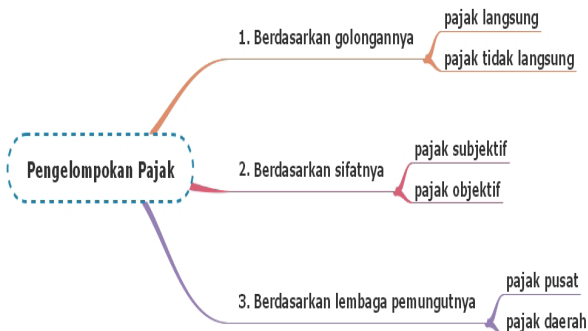 Pengelompokan Pajak
1. Berdasarkan golongannya
pajak langsung
pajak tidak langsung
2. Berdasarkan sifatnya
pajak subjektif
pajak objektif
3. Berdasarkan lembaga pemungutnya
pajak pusat
pajak daerah